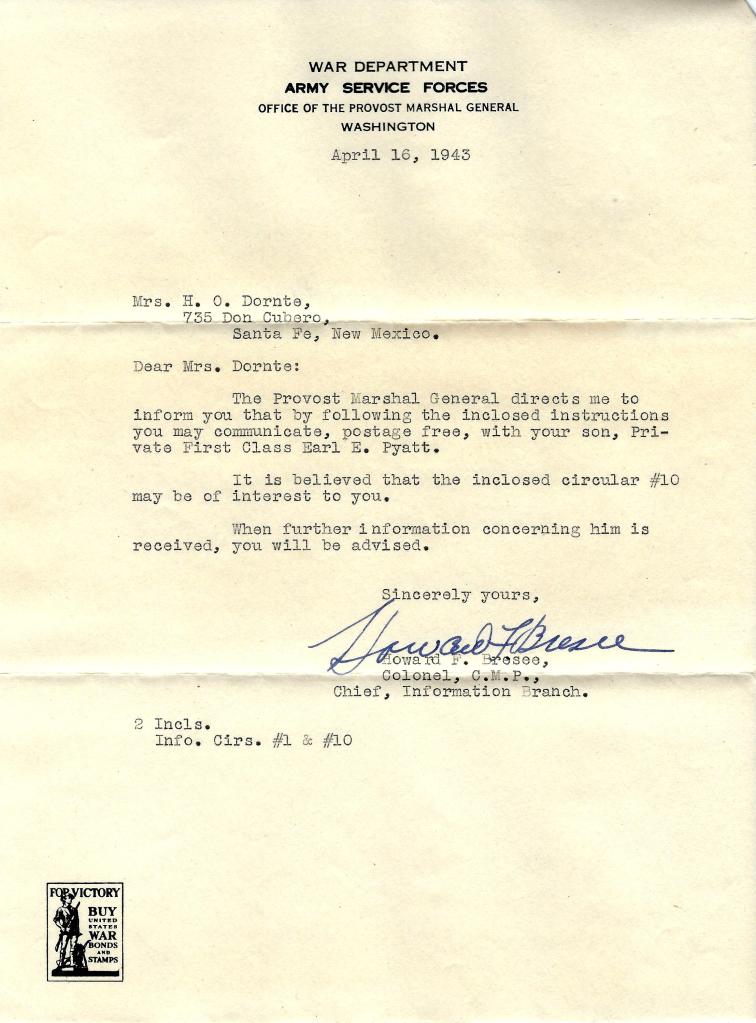 WAR DEPARTMENT
ARMY SERVICE FORCES
OFFICE OF THE PROVOST MARSHAL GENERAL
WASHINGTON
April 16, 1943
Mrs. H. O. Dornte,
735 Don Cubero,
Santa Fe, New Mexico.
Dear Mrs. Dornte:
The Provost Marshal General directs me to
inform you that by following the inclosed instructions
you may communicate, postage free, with your son, Pri-
vate First Class Earl E. Pyatt.
It is believed that the inclosed circular #10
may be of interest to you.
When further information concerning him is
received, you will be advised.
Sincerely yours,
Howard F Bresee
Howard F. Bresee,
Colonel, C.M.P.,
Chief, Information Branch.
2 Incls.
Info. Cirs. #1 & #10
FOR VICTORY
BUY
UNITED
STATES
WAR
BONDS
AND
STAMPS